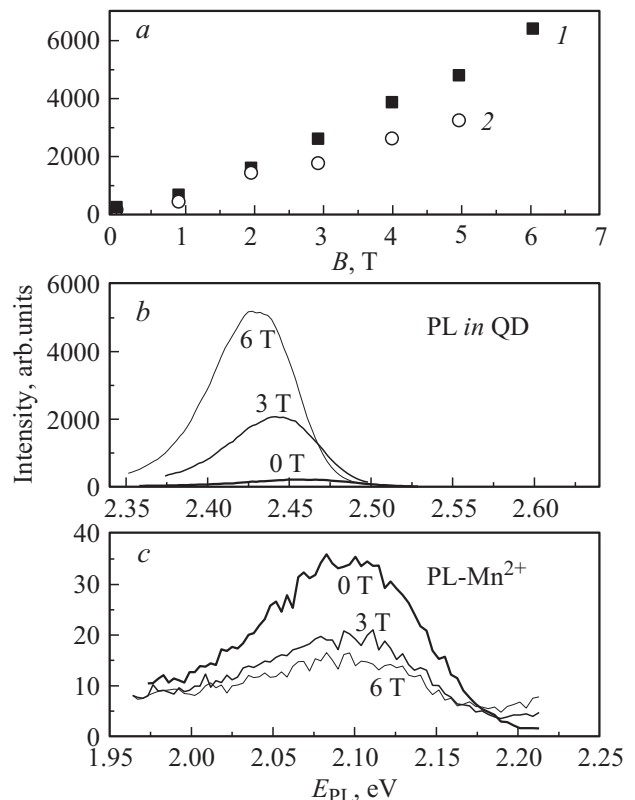 a
6000
4000
2000
0
1
2
0 1 2 3 4 5 6 7
B, T
Intensity, arb.units
b
6000
4000
2000
0
PL in QD
6 T
3 T
0 T
2.35 2.40 2.45 2.50 2.55 2.60
c
40
30
20
10
0
PL-Mn²⁺
0 T
3 T
6 T
1.95 2.00 2.05 2.10 2.15 2.20 2.25
E_PL, eV